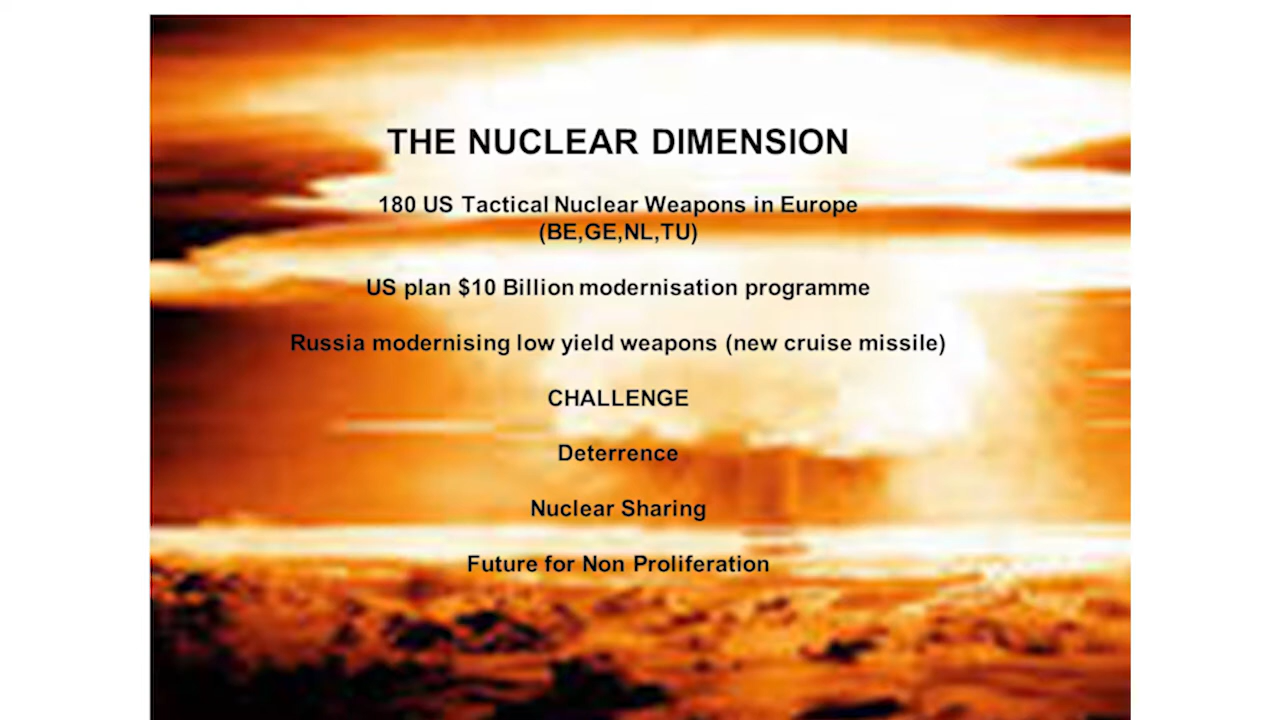 THE NUCLEAR DIMENSION
180 US Tactical Nuclear Weapons in Europe
(BE,GE,NL,TU)
US plan $10 Billion modernisation programme
Russia modernising low yield weapons (new cruise missile)
CHALLENGE
Deterrence
Nuclear Sharing
Future for Non Proliferation